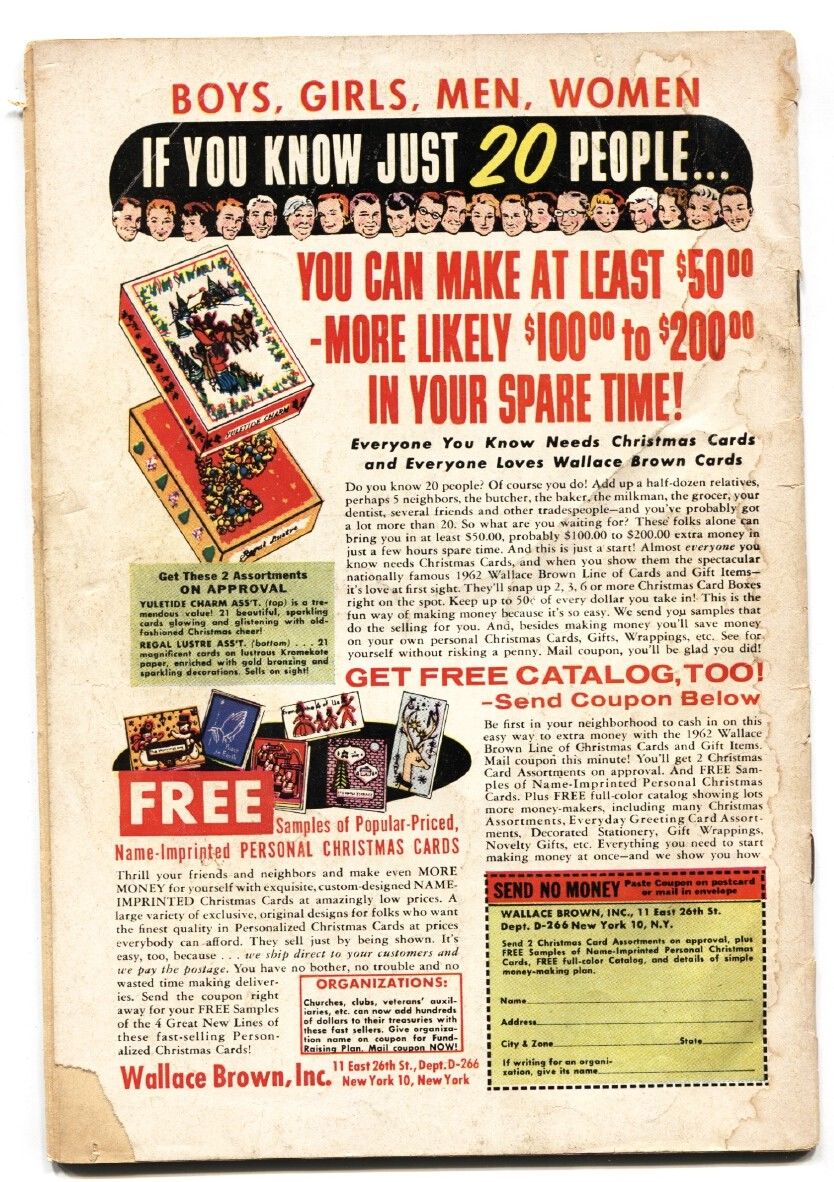 BOYS, GIRLS, MEN, WOMEN
IF YOU KNOW JUST 20 PEOPLE...
YOU CAN MAKE AT LEAST $50⁰⁰
-MORE LIKELY $100⁰⁰ to $200⁰⁰
IN YOUR SPARE TIME!
Everyone You Know Needs Christmas Cards
and Everyone Loves Wallace Brown Cards
YULETIDE CHARM
Regal Lustre
Do you know 20 people? Of course you do! Add up a half-dozen relatives,
perhaps 5 neighbors, the butcher, the baker, the milkman, the grocer, your
dentist, several friends and other tradespeople—and you've probably got
a lot more than 20. So what are you waiting for? These folks alone can
bring you in at least $50.00, probably $100.00 to $200.00 extra money in
just a few hours spare time. And this is just a start! Almost everyone you
know needs Christmas Cards, and when you show them the spectacular
nationally famous 1962 Wallace Brown Line of Cards and Gift Items—
it's love at first sight. They'll snap up 2, 3, 6 or more Christmas Card Boxes
right on the spot. Keep up to 50¢ of every dollar you take in! This is the
fun way of making money because it's so easy. We send you samples that
do the selling for you. And, besides making money you'll save money
on your own personal Christmas Cards, Gifts, Wrappings, etc. See for
yourself without risking a penny. Mail coupon, you'll be glad you did!
Get These 2 Assortments
ON APPROVAL
YULETIDE CHARM ASS'T. (top) is a tre-
mendous value! 21 beautiful, sparkling
cards glowing and glistening with old-
fashioned Christmas cheer!
REGAL LUSTRE ASS'T. (bottom) . . . 21
magnificent cards on lustrous Kromekote
paper, enriched with gold bronzing and
sparkling decorations. Sells on sight!
GET FREE CATALOG, TOO!
–Send Coupon Below
Be first in your neighborhood to cash in on this
easy way to extra money with the 1962 Wallace
Brown Line of Christmas Cards and Gift Items.
Mail coupon this minute! You'll get 2 Christmas
Card Assortments on approval. And FREE Sam-
ples of Name-Imprinted Personal Christmas
Cards. Plus FREE full-color catalog showing lots
more money-makers, including many Christmas
Assortments, Everyday Greeting Card Assort-
ments, Decorated Stationery, Gift Wrappings,
Novelty Gifts, etc. Everything you need to start
making money at once—and we show you how
Peace on Earth
From the 4 of Us
FREE
Samples of Popular-Priced,
Name-Imprinted PERSONAL CHRISTMAS CARDS
Thrill your friends and neighbors and make even MORE
MONEY for yourself with exquisite, custom-designed NAME-
IMPRINTED Christmas Cards at amazingly low prices. A
large variety of exclusive, original designs for folks who want
the finest quality in Personalized Christmas Cards at prices
everybody can afford. They sell just by being shown. It's
easy, too, because . . . we ship direct to your customers and
we pay the postage. You have no bother, no trouble and no
wasted time making deliver-
ies. Send the coupon right
away for your FREE Samples
of the 4 Great New Lines of
these fast-selling Person-
alized Christmas Cards!
ORGANIZATIONS:
Churches, clubs, veterans' auxil-
iaries, etc. can now add hundreds
of dollars to their treasuries with
these fast sellers. Give organiza-
tion name on coupon for Fund-
Raising Plan. Mail coupon NOW!
Wallace Brown, Inc. 11 East 26th St., Dept. D-266
New York 10, New York
SEND NO MONEY Paste Coupon on postcard
or mail in envelope
WALLACE BROWN, INC., 11 East 26th St.
Dept. D-266 New York 10, N.Y.
Send 2 Christmas Card Assortments on approval, plus
FREE Samples of Name-Imprinted Personal Christmas
Cards, FREE full-color Catalog, and details of simple
money-making plan.
Name
Address
City & Zone State
If writing for an organi-
zation, give its name